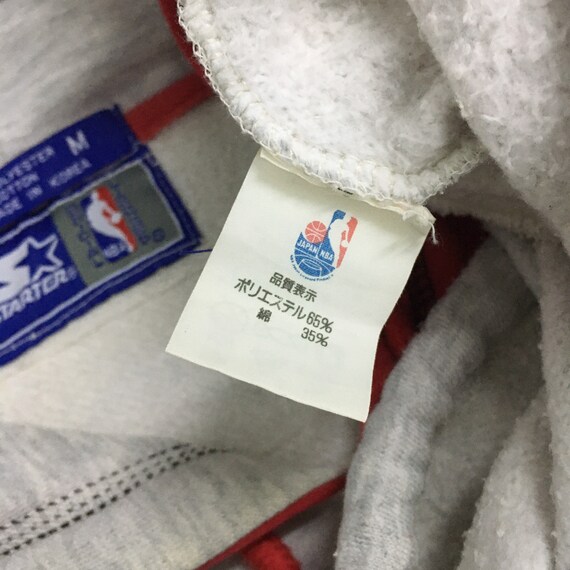 M
COTTON
MADE IN KOREA
NBA
STARTER
JAPAN NBA
品質表示
ポリエステル 65%
綿 35%